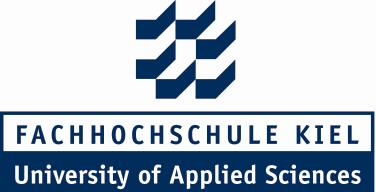 FACHHOCHSCHULE KIEL
University of Applied Sciences